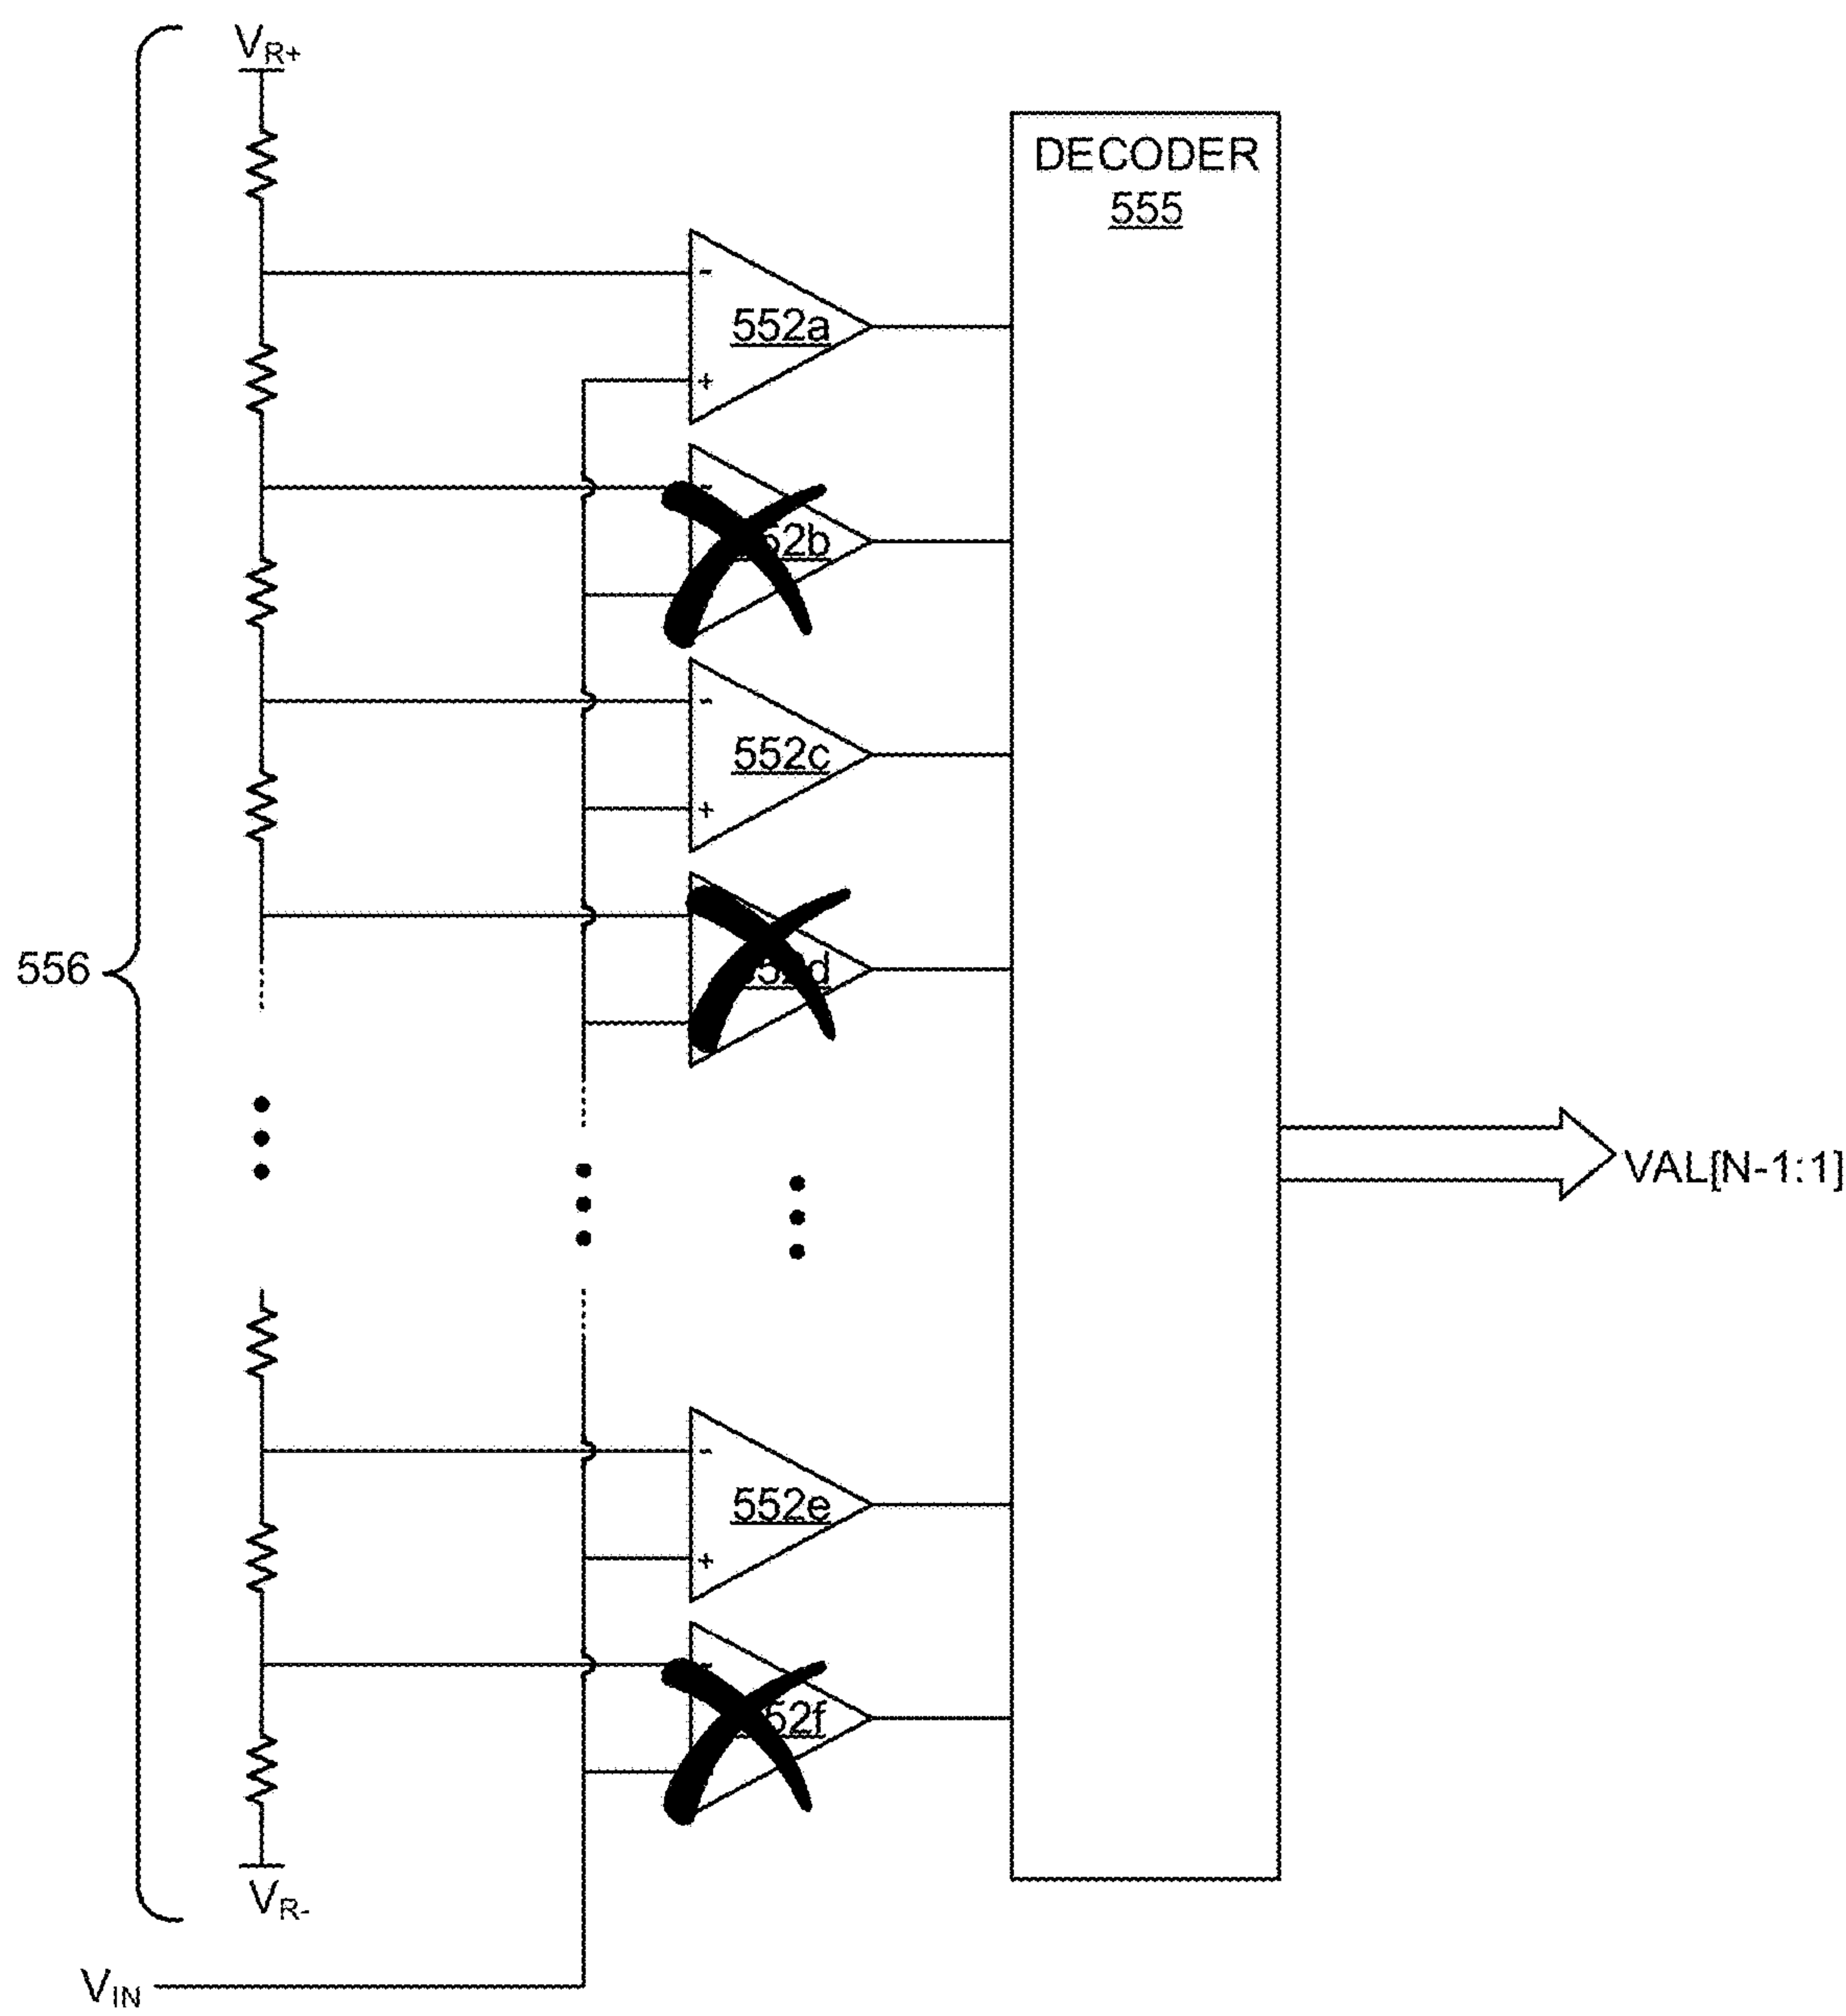 VR+
DECODER
555
-
552a
+
-
552c
+
556
VAL[N-1:1]
-
552e
+
VR-
VIN